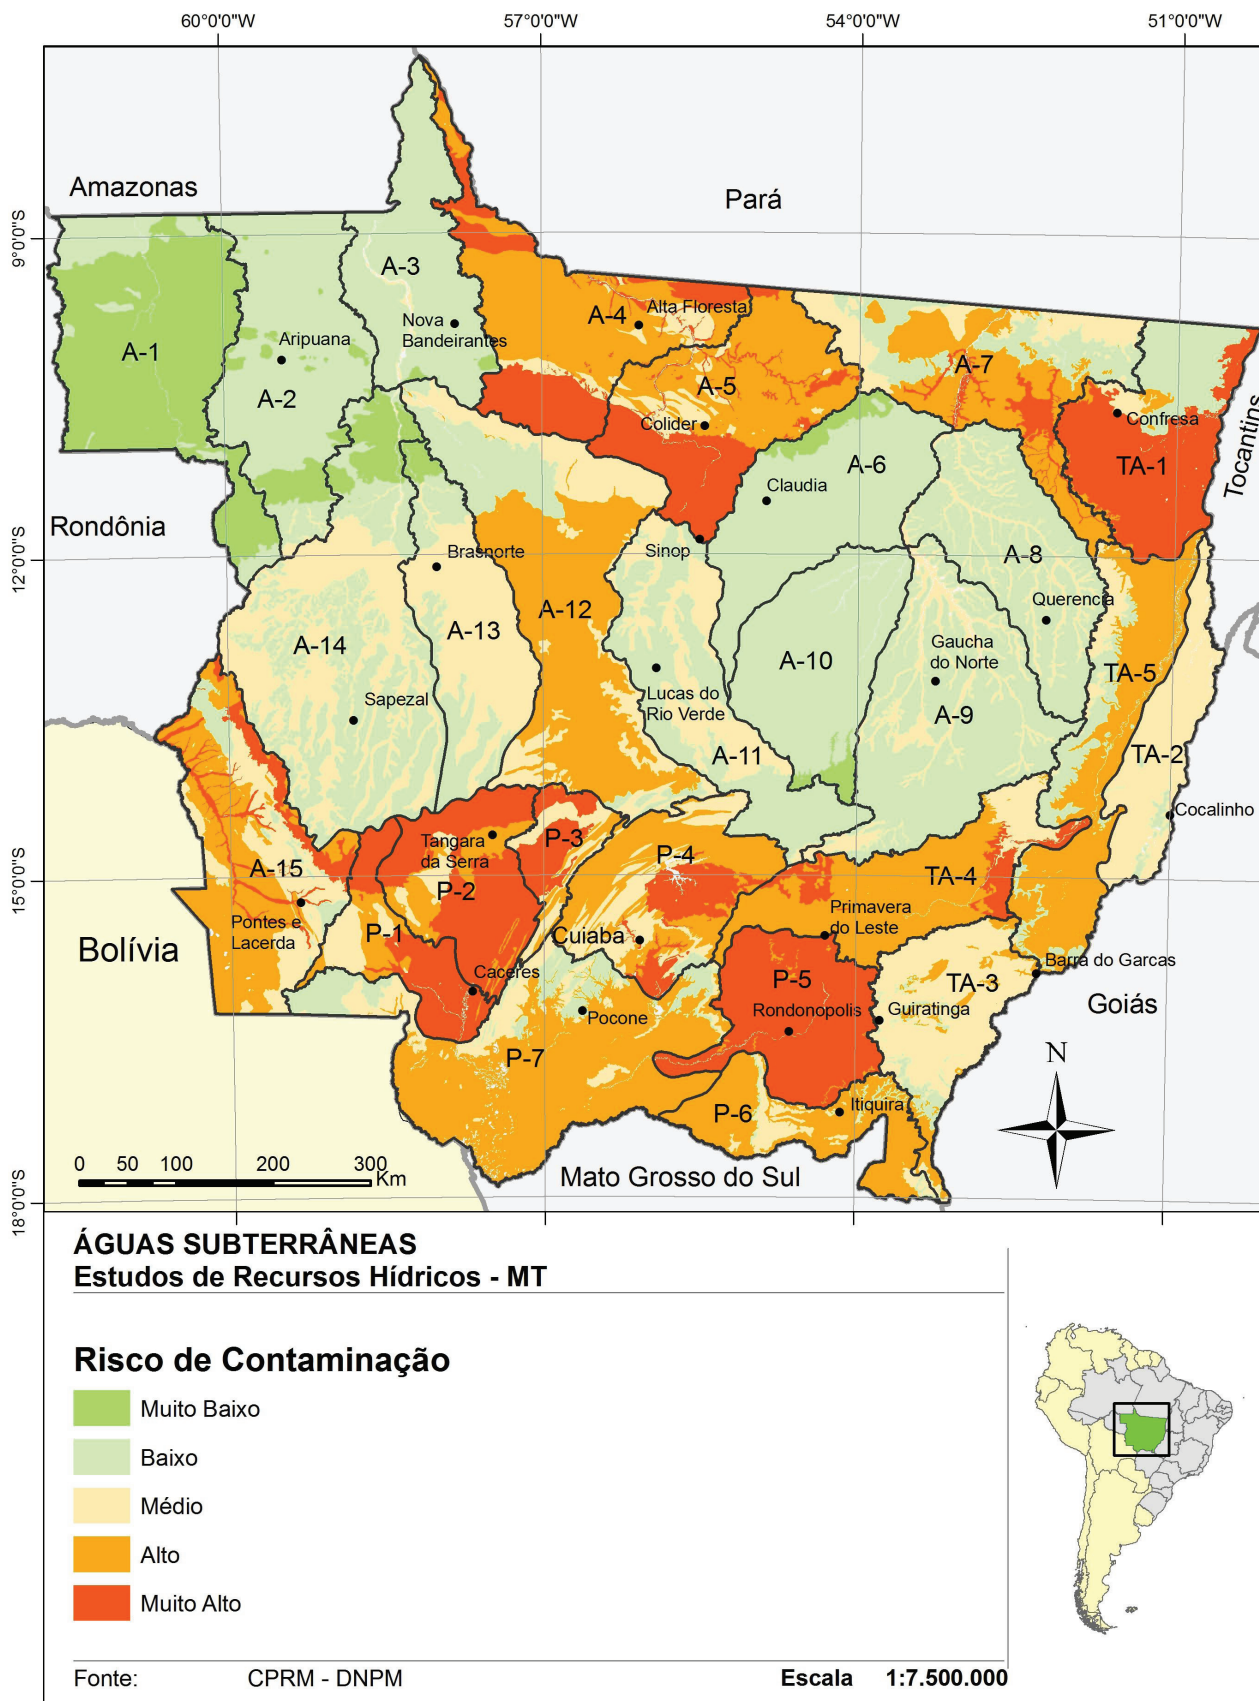 60°0'0"W
57°0'0"W
54°0'0"W
51°0'0"W
9°0'0"S
12°0'0"S
15°0'0"S
18°0'0"S
Amazonas
Pará
Tocantins
Rondônia
Bolívia
Goiás
Mato Grosso do Sul
A-1
A-2
Aripuana
A-3
Nova
Bandeirantes
A-4
Alta Floresta
A-5
Colider
A-7
Confresa
TA-1
A-6
Claudia
Sinop
Brasnorte
A-12
A-13
A-14
Sapezal
A-8
Querencia
Gaucha
do Norte
A-9
A-10
Lucas do
Rio Verde
A-11
TA-5
TA-2
Cocalinho
Tangara
da Serra
P-3
P-4
P-2
P-1
A-15
Pontes e
Lacerda
Cuiaba
TA-4
Primavera
do Leste
Caceres
Pocone
P-5
Rondonopolis
TA-3
Barra do Garcas
Guiratinga
P-7
P-6
Itiquira
N
0 50 100 200 300
Km
ÁGUAS SUBTERRÂNEAS
Estudos de Recursos Hídricos - MT
Risco de Contaminação
Muito Baixo
Baixo
Médio
Alto
Muito Alto
Fonte: CPRM - DNPM
Escala 1:7.500.000